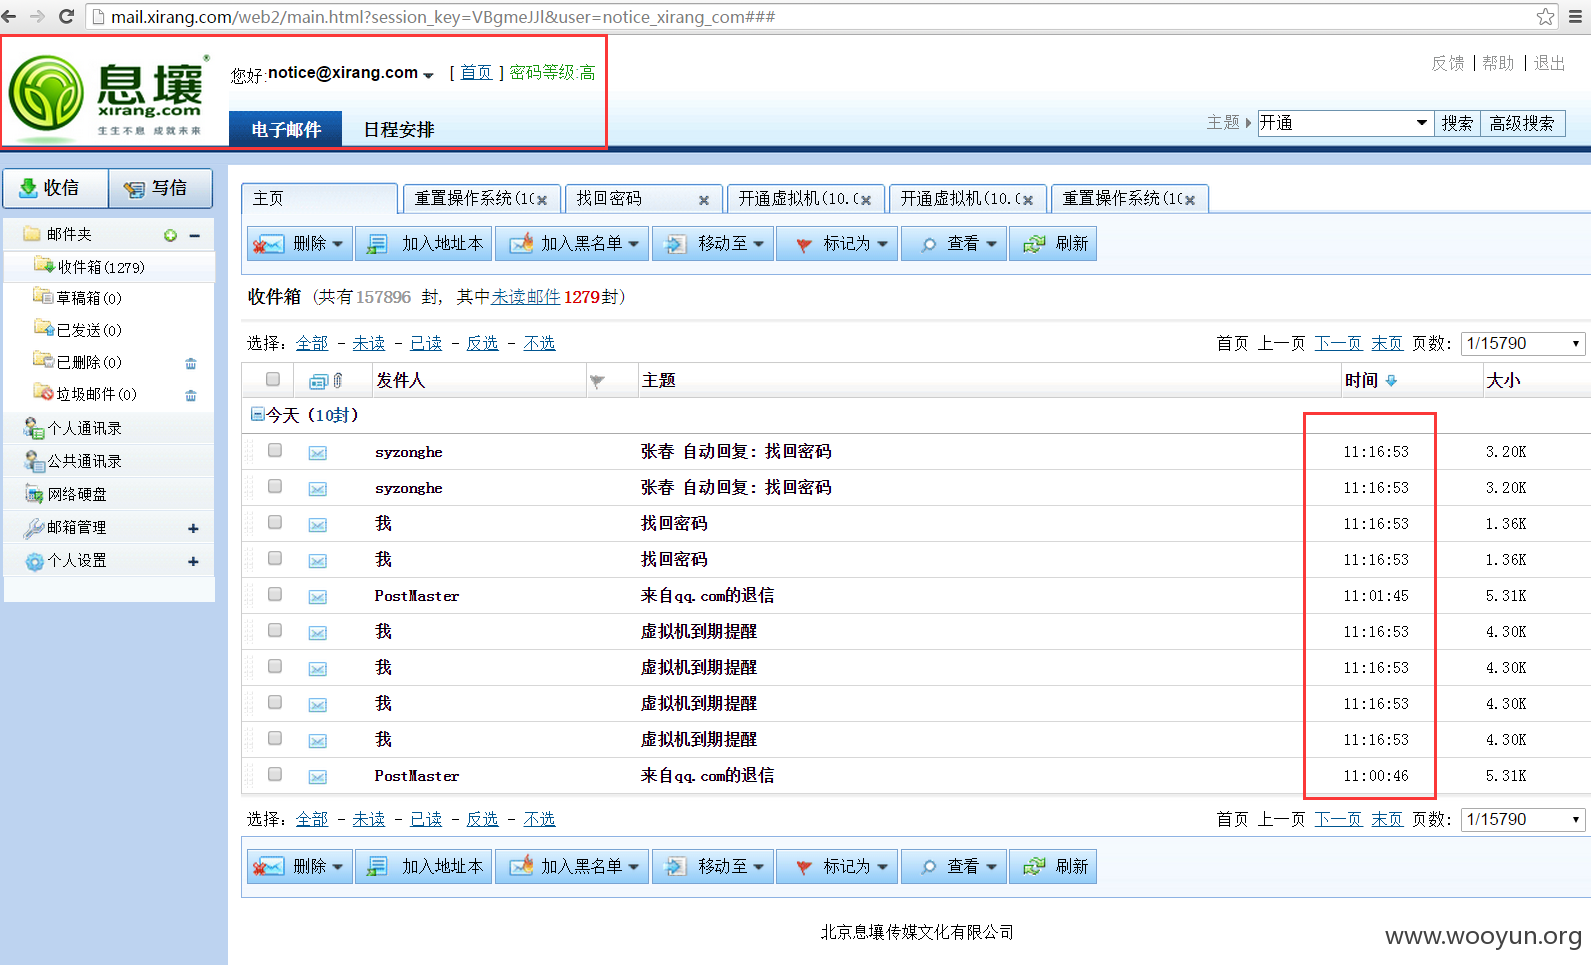 mail.xirang.com/web2/main.html?session_key=VBgmeJJl&user=notice_xirang_com###
息壤®
xirang.com
生生不息 成就未来
您好:notice@xirang.com [ 首页 ] 密码等级:高
反馈 | 帮助 | 退出
电子邮件 日程安排
主题 开通 搜索 高级搜索
收信 写信
主页 重置操作系统(1 找回密码 开通虚拟机(10. 开通虚拟机(10. 重置操作系统(1
删除 加入地址本 加入黑名单 移动至 标记为 查看 刷新
邮件夹
收件箱(1279)
草稿箱(0)
已发送(0)
已删除(0)
垃圾邮件(0)
个人通讯录
公共通讯录
网络硬盘
邮箱管理
个人设置
收件箱 (共有157896 封, 其中未读邮件1279封)
选择: 全部 - 未读 - 已读 - 反选 - 不选 首页 上一页 下一页 末页 页数: 1/15790
发件人 主题 时间 大小
今天 (10封)
syzonghe 张春 自动回复: 找回密码 11:16:53 3.20K
syzonghe 张春 自动回复: 找回密码 11:16:53 3.20K
我 找回密码 11:16:53 1.36K
我 找回密码 11:16:53 1.36K
PostMaster 来自qq.com的退信 11:01:45 5.31K
我 虚拟机到期提醒 11:16:53 4.30K
我 虚拟机到期提醒 11:16:53 4.30K
我 虚拟机到期提醒 11:16:53 4.30K
我 虚拟机到期提醒 11:16:53 4.30K
PostMaster 来自qq.com的退信 11:00:46 5.31K
选择: 全部 - 未读 - 已读 - 反选 - 不选 首页 上一页 下一页 末页 页数: 1/15790
删除 加入地址本 加入黑名单 移动至 标记为 查看 刷新
北京息壤传媒文化有限公司
www.wooyun.org